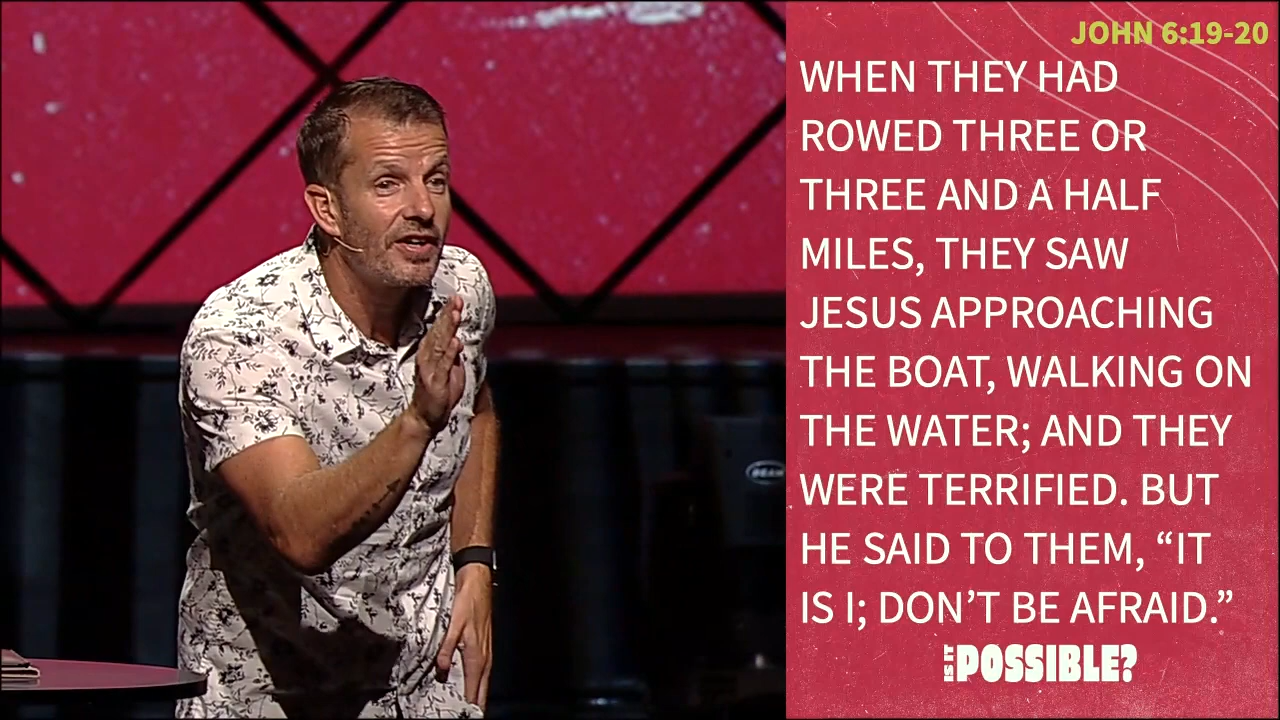 JOHN 6:19-20
WHEN THEY HAD
ROWED THREE OR
THREE AND A HALF
MILES, THEY SAW
JESUS APPROACHING
THE BOAT, WALKING ON
THE WATER; AND THEY
WERE TERRIFIED. BUT
HE SAID TO THEM, “IT
IS I; DON’T BE AFRAID.”
IS IT POSSIBLE?